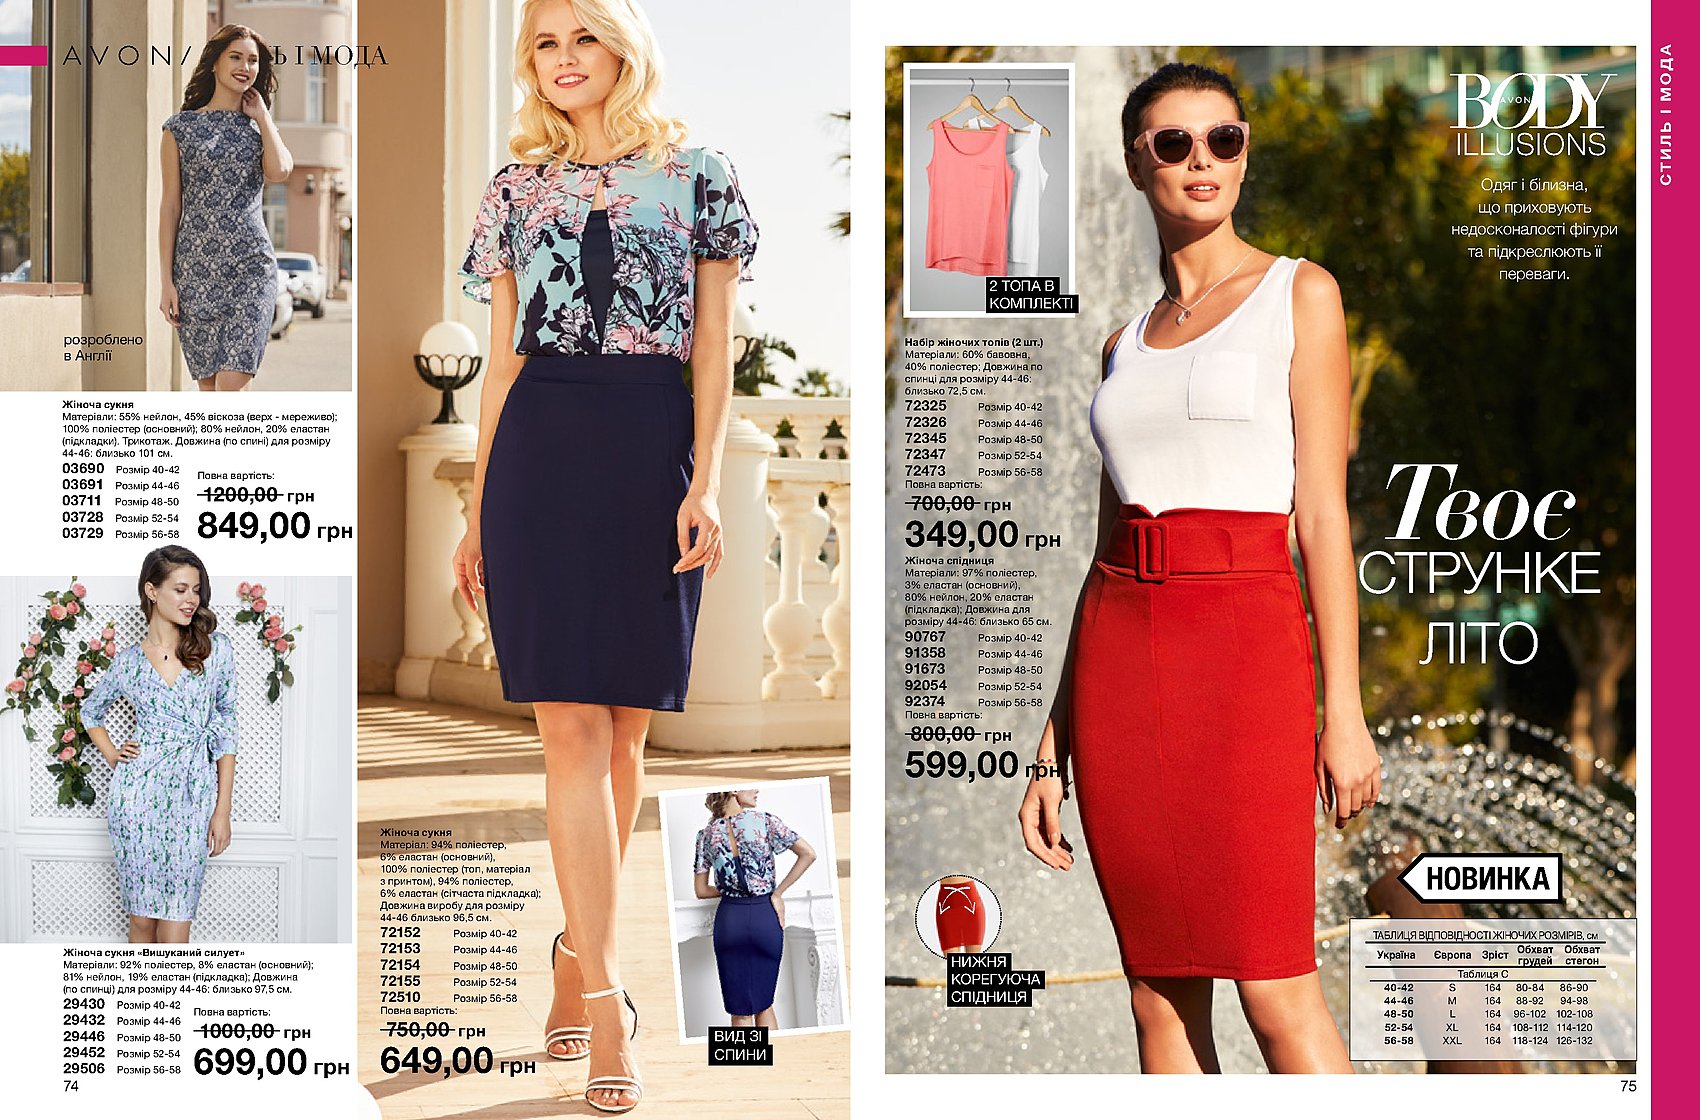 AVON
Ь І МОДА
розроблено
в Англії
Жіноча сукня
Матеріали: 55% нейлон, 45% віскоза (верх - мереживо);
100% поліестер (основний); 80% нейлон, 20% еластан
(підкладки). Трикотаж. Довжина (по спині) для розміру
44-46: близько 101 см.
03690 Розмір 40-42
03691 Розмір 44-46
03711 Розмір 48-50
03728 Розмір 52-54
03729 Розмір 56-58
Повна вартість:
1200,00 грн
849,00 грн
Жіноча сукня «Вишуканий силует»
Матеріали: 92% поліестер, 8% еластан (основний);
81% нейлон, 19% еластан (підкладка); Довжина
(по спинці) для розміру 44-46: близько 97,5 см.
29430 Розмір 40-42
29432 Розмір 44-46
29446 Розмір 48-50
29452 Розмір 52-54
29506 Розмір 56-58
Повна вартість:
1000,00 грн
699,00 грн
74
Жіноча сукня
Матеріал: 94% поліестер,
6% еластан (основний),
100% поліестер (топ, матеріал
з принтом), 94% поліестер,
6% еластан (сітчаста підкладка);
Довжина виробу для розміру
44-46 близько 96,5 см.
72152 Розмір 40-42
72153 Розмір 44-46
72154 Розмір 48-50
72155 Розмір 52-54
72510 Розмір 56-58
Повна вартість:
750,00 грн
649,00 грн
ВИД ЗІ
СПИНИ
2 ТОПА В
КОМПЛЕКТІ
Набір жіночих топів (2 шт.)
Матеріали: 60% бавовна,
40% поліестер; Довжина по
спинці для розмір 44-46:
близько 72,5 см.
72325 Розмір 40-42
72326 Розмір 44-46
72345 Розмір 48-50
72347 Розмір 52-54
72473 Розмір 56-58
Повна вартість:
700,00 грн
349,00 грн
Жіноча спідниця
Матеріали: 97% поліестер,
3% еластан (основний),
80% нейлон, 20% еластан
(підкладка); Довжина для
розміру 44-46: близько 65 см.
90767 Розмір 40-42
91358 Розмір 44-46
91673 Розмір 48-50
92054 Розмір 52-54
92374 Розмір 56-58
Повна вартість:
800,00 грн
599,00 грн
НИЖНЯ
КОРЕГУЮЧА
СПІДНИЦЯ
BODY
AVON
ILLUSIONS
Одяг і білизна,
що приховують
недосконалості фігури
та підкреслюють її
переваги.
Твоє
СТРУНКЕ
ЛІТО
НОВИНКА
ТАБЛИЦЯ ВІДПОВІДНОСТІ ЖІНОЧИХ РОЗМІРІВ, см
Україна Європа Зріст Обхват грудей Обхват стегон
Таблиця С
40-42 S 164 80-84 86-90
44-46 M 164 88-92 94-98
48-50 L 164 96-102 102-108
52-54 XL 164 108-112 114-120
56-58 XXL 164 118-124 126-132
75
СТИЛЬ І МОДА